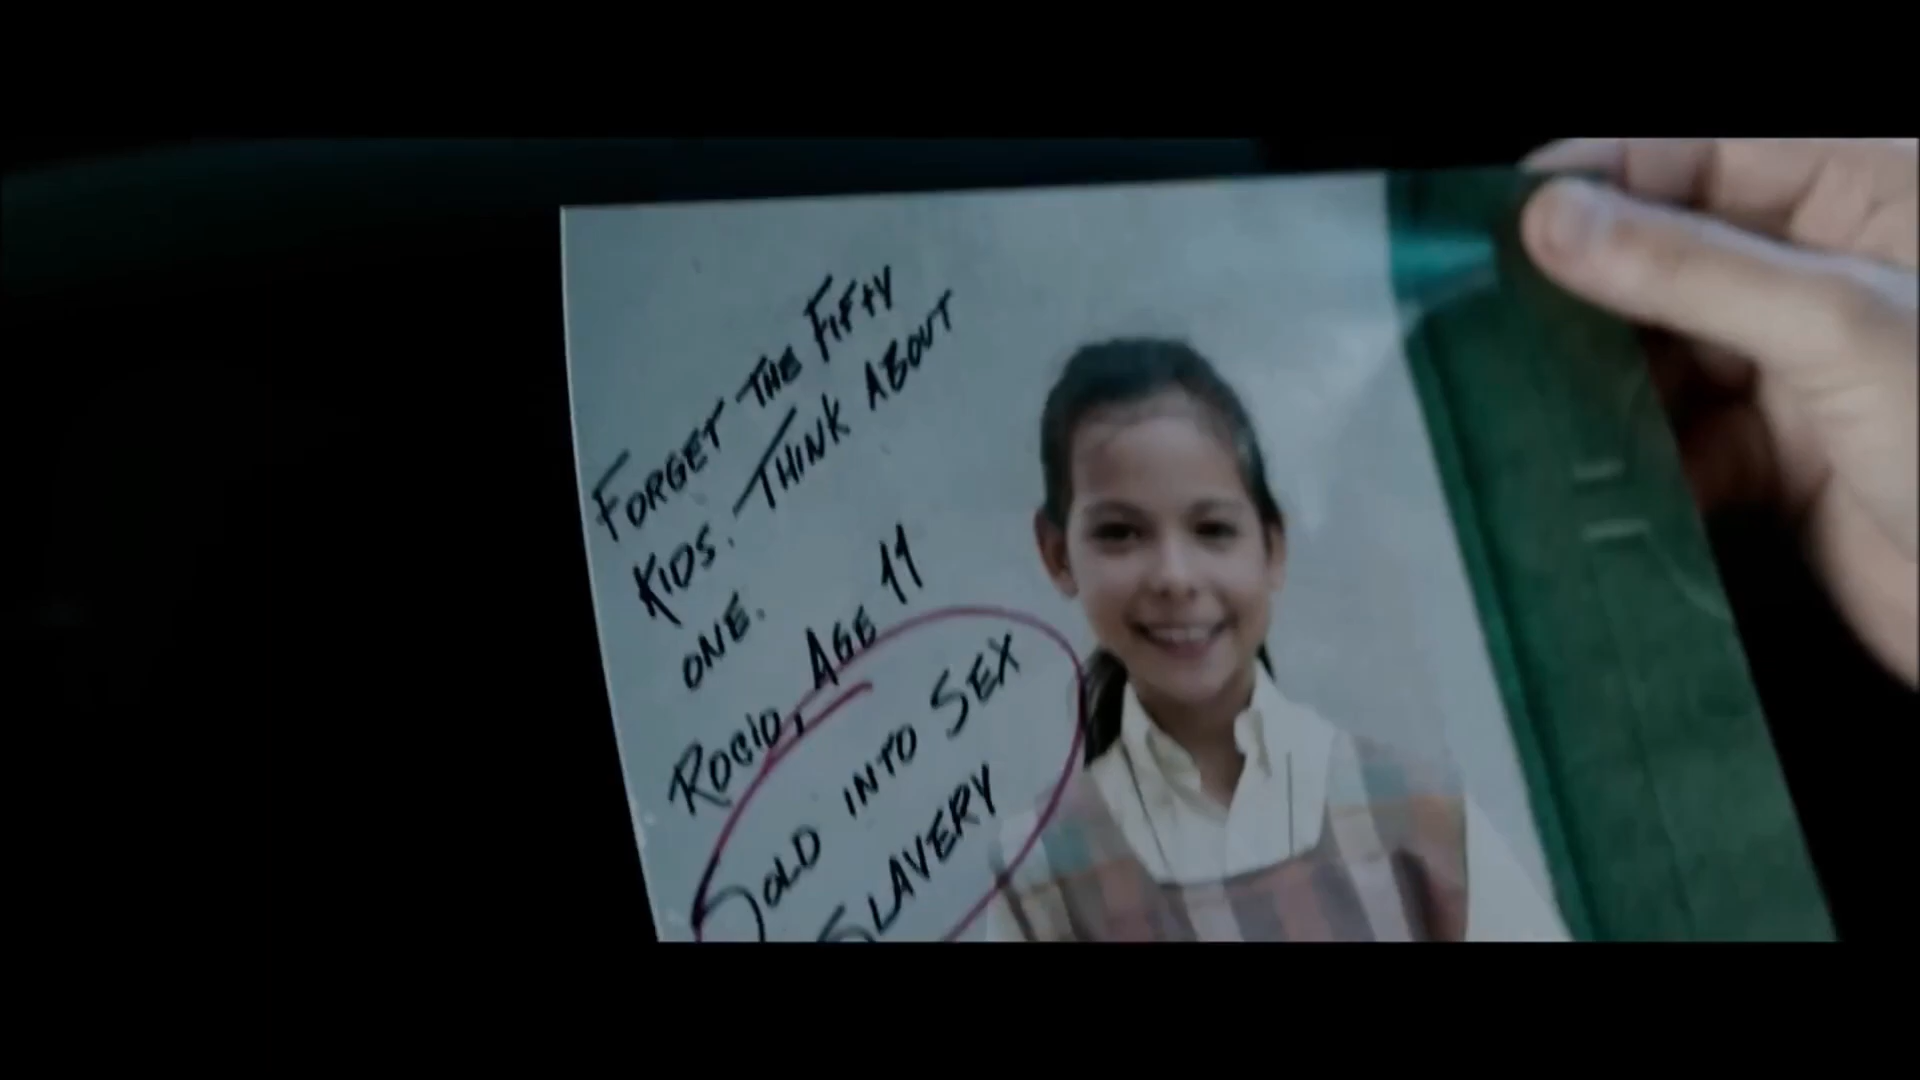 FORGET THE FIFTY
KIDS. THINK ABOUT
ONE.
ROCIO, AGE 11
SOLD INTO SEX
SLAVERY